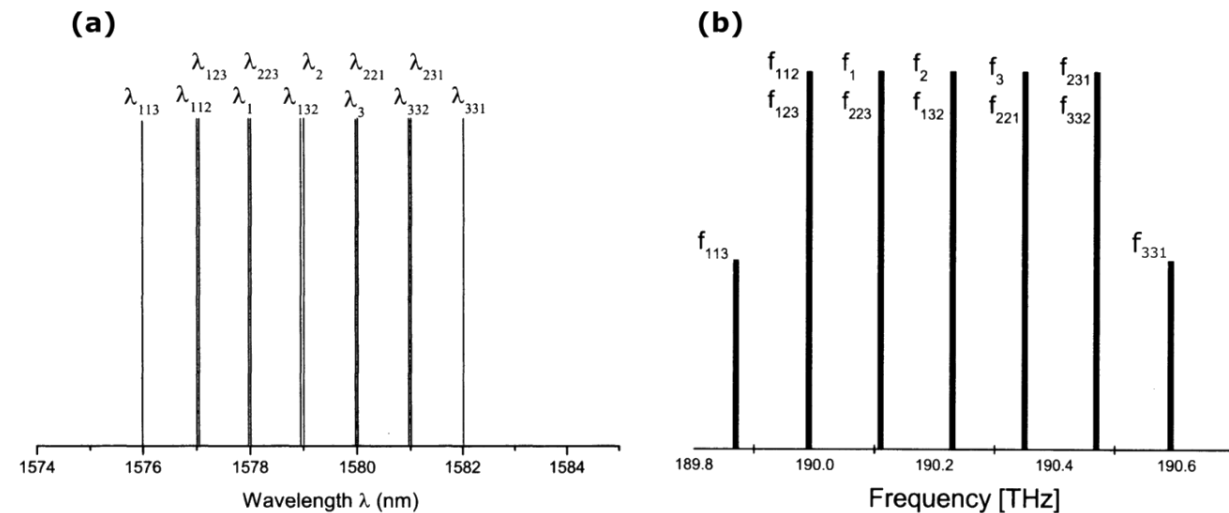 (a)
λ123 λ223 λ2 λ221 λ231
λ113 λ112 λ1 λ132 λ3 λ332 λ331
1574 1576 1578 1580 1582 1584
Wavelength λ (nm)
(b)
f112 f1 f2 f3 f231
f123 f223 f132 f221 f332
f113 f331
189.8 190.0 190.2 190.4 190.6
Frequency [THz]